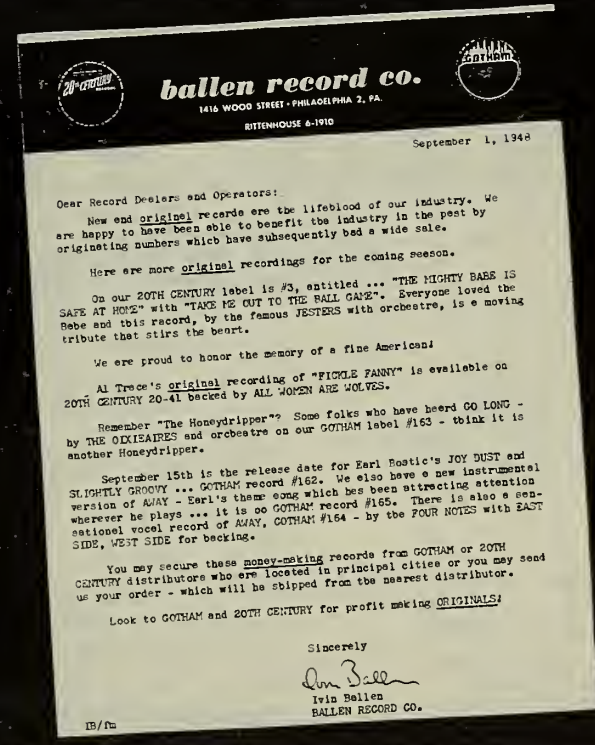 20th CENTURY
GOTHAM
ballen record co.
1416 WOOD STREET • PHILADELPHIA 2, PA.
RITTENHOUSE 6-1910
September 1, 1948
Dear Record Dealers and Operators:
New and original records are the lifeblood of our industry. We
are happy to have been able to benefit the industry in the past by
originating numbers which have subsequently had a wide sale.
Here are more original recordings for the coming season.
On our 20TH CENTURY label is #3, entitled ... "THE MIGHTY BABE IS
SAFE AT HOME" with "TAKE ME OUT TO THE BALL GAME". Everyone loved the
Babe and this record, by the famous JESTERS with orchestra, is a moving
tribute that stirs the heart.
We are proud to honor the memory of a fine American!
Al Trace's original recording of "FICKLE FANNY" is available on
20TH CENTURY 20-41 backed by ALL WOMEN ARE WOLVES.
Remember "The Honeydripper"? Some folks who have heard GO LONG -
by THE DIXIEAIRES and orchestra on our GOTHAM label #163 - think it is
another Honeydripper.
September 15th is the release date for Earl Bostic's JOY DUST and
SLIGHTLY GROOVY ... GOTHAM record #162. We also have a new instrumental
version of AWAY - Earl's theme song which has been attracting attention
wherever he plays ... it is on GOTHAM record #165. There is also a sen-
sational vocal record of AWAY, GOTHAM #164 - by the FOUR NOTES with EAST
SIDE, WEST SIDE for backing.
You may secure these money-making records from GOTHAM or 20TH
CENTURY distributors who are located in principal cities or you may send
us your order - which will be shipped from the nearest distributor.
Look to GOTHAM and 20TH CENTURY for profit making ORIGINALS!
Sincerely
Ivin Ballen
Ivin Ballen
BALLEN RECORD CO.
IB/fm